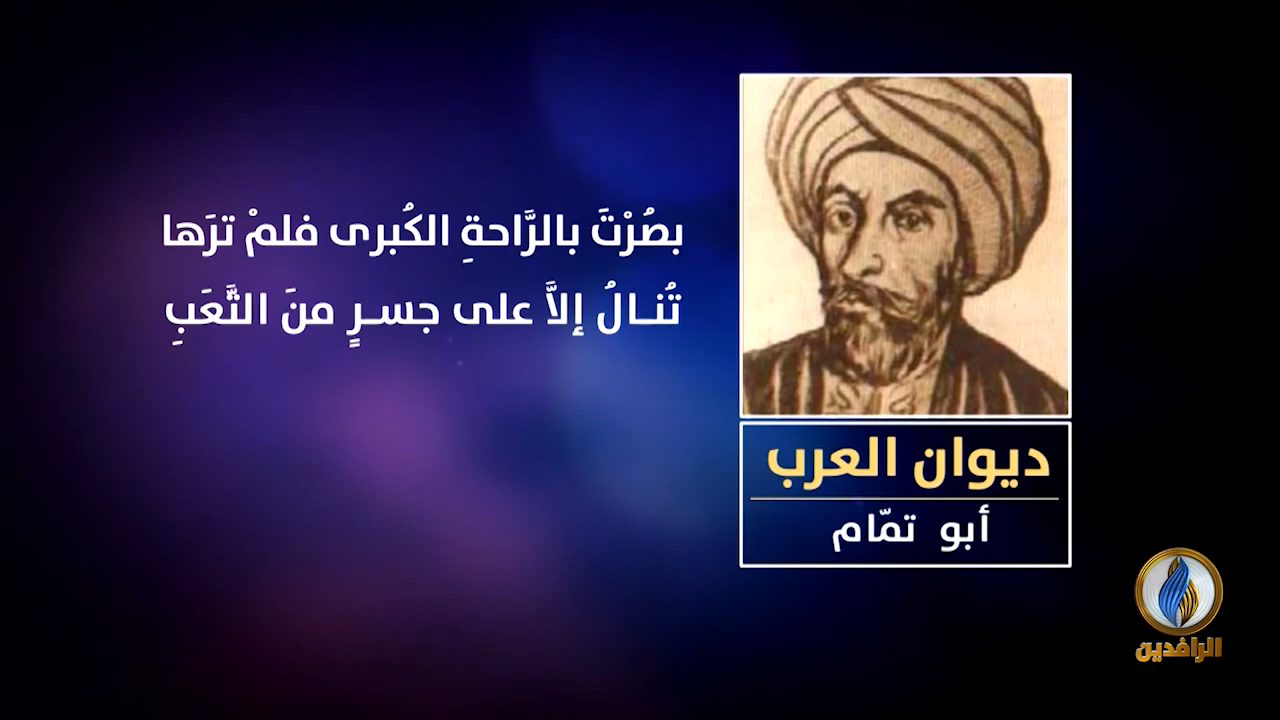 بصُرْتَ بالرَّاحةِ الكُبرى فلمْ ترَها
تُنـالُ إلاَّ على جسـرٍ منَ التَّعَبِ
ديوان العرب
أبو تمّام
الرافدين